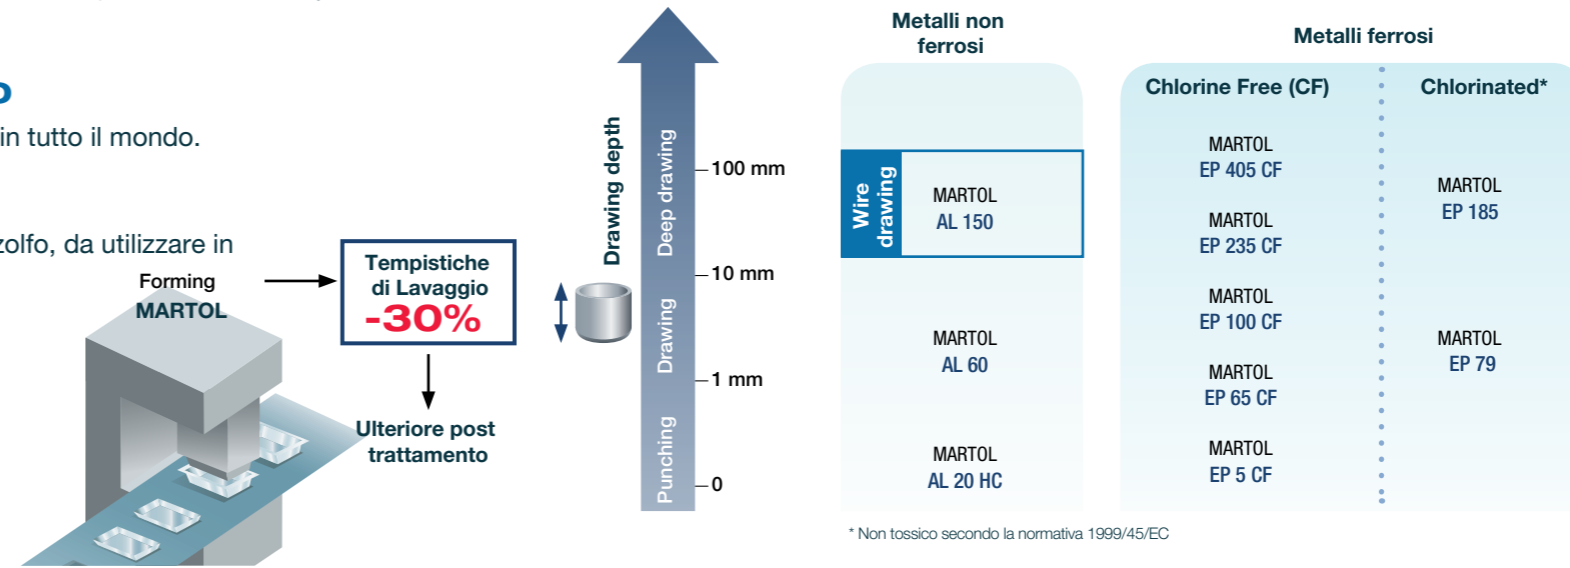 in tutto il mondo.
zolfo, da utilizzare in
Forming
MARTOL
Tempistiche
di Lavaggio
-30%
Ulteriore post
trattamento
Drawing depth
Deep drawing
Drawing
Punching
100 mm
10 mm
1 mm
0
Metalli non
ferrosi
Wire
drawing
MARTOL
AL 150
MARTOL
AL 60
MARTOL
AL 20 HC
Metalli ferrosi
Chlorine Free (CF)
MARTOL
EP 405 CF
MARTOL
EP 235 CF
MARTOL
EP 100 CF
MARTOL
EP 65 CF
MARTOL
EP 5 CF
Chlorinated*
MARTOL
EP 185
MARTOL
EP 79
* Non tossico secondo la normativa 1999/45/EC